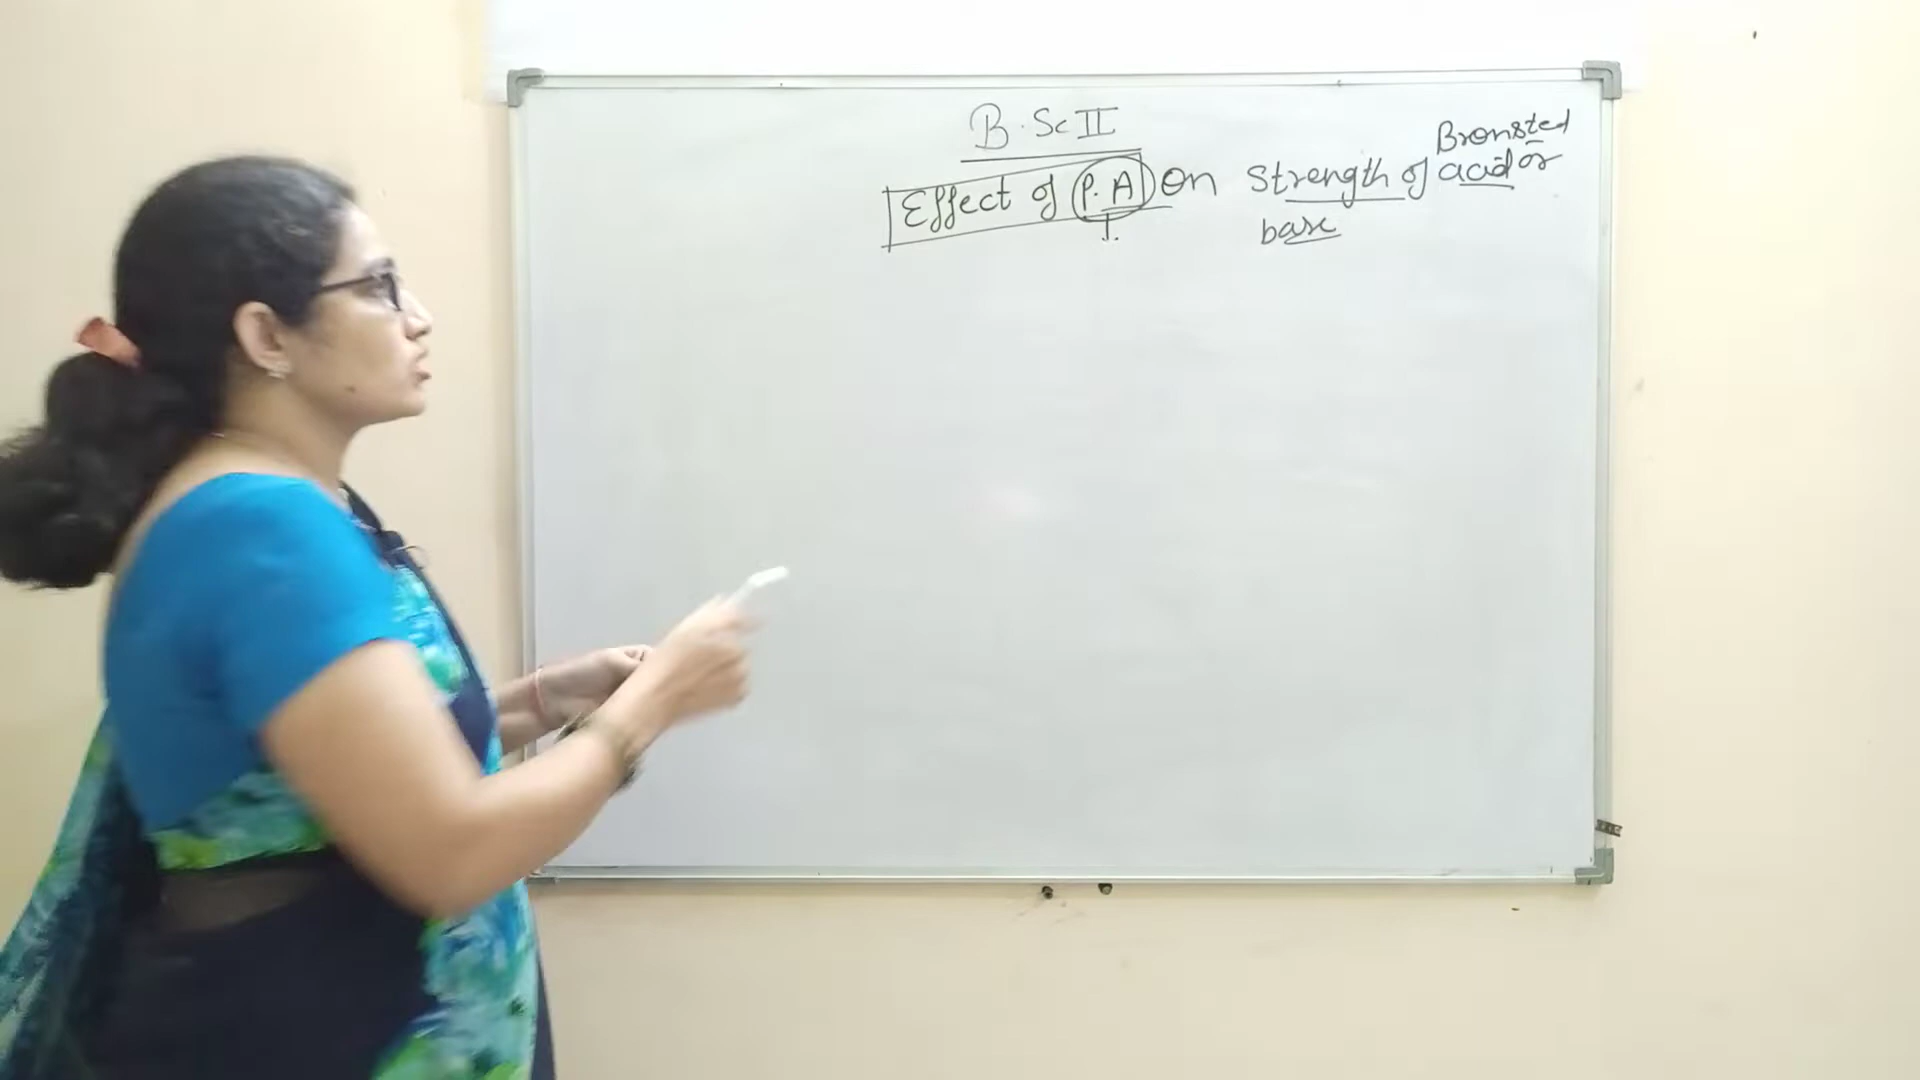 B.Sc II
Effect of P.A on Strength of Bronsted acid or
base